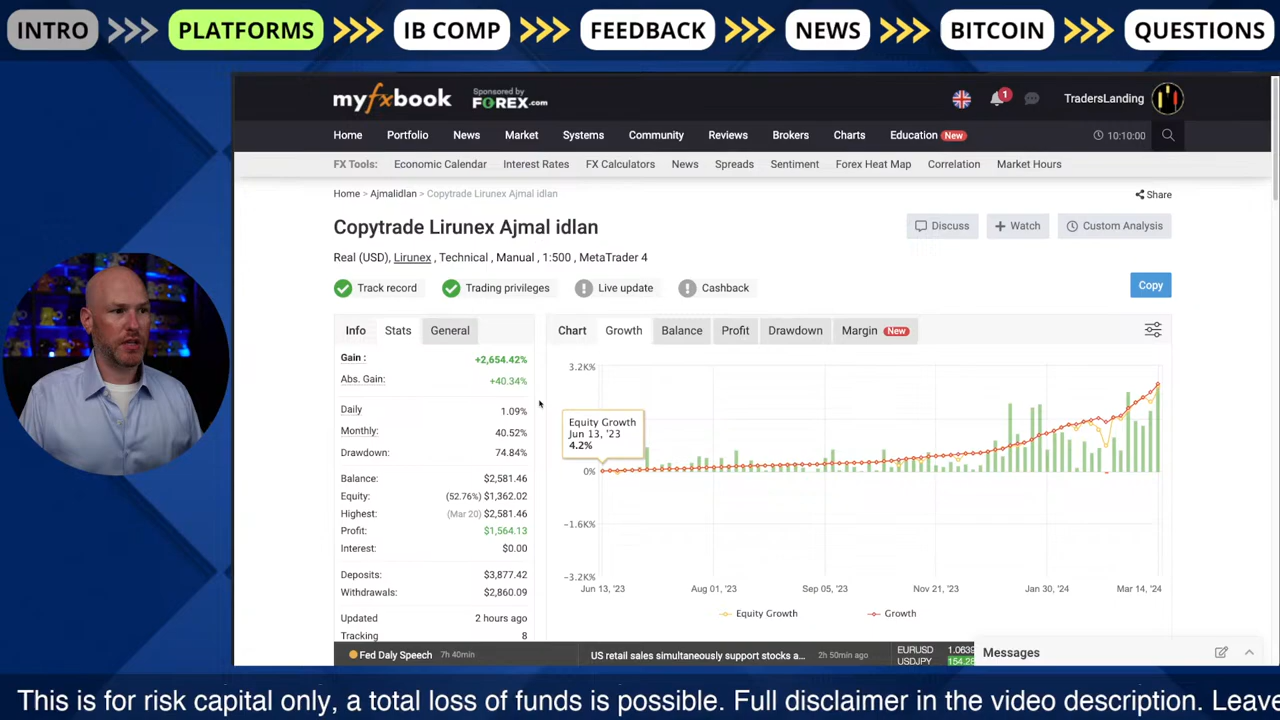 INTRO PLATFORMS IB COMP FEEDBACK NEWS BITCOIN QUESTIONS
myfxbook Sponsored by FOREX.com 1 TradersLanding
Home Portfolio News Market Systems Community Reviews Brokers Charts Education New 10:10:00
FX Tools: Economic Calendar Interest Rates FX Calculators News Spreads Sentiment Forex Heat Map Correlation Market Hours
Home > Ajmalidlan > Copytrade Lirunex Ajmal idlan Share
Copytrade Lirunex Ajmal idlan Discuss Watch Custom Analysis
Real (USD), Lirunex , Technical , Manual , 1:500 , MetaTrader 4
Track record Trading privileges Live update Cashback Copy
Info Stats General
Gain : +2,654.42%
Abs. Gain: +40.34%
Daily 1.09%
Monthly: 40.52%
Drawdown: 74.84%
Balance: $2,581.46
Equity: (52.76%) $1,362.02
Highest: (Mar 20) $2,581.46
Profit: $1,564.13
Interest: $0.00
Deposits: $3,877.42
Withdrawals: $2,860.09
Updated 2 hours ago
Tracking 8
Chart Growth Balance Profit Drawdown Margin New
3.2K%
Equity Growth
Jun 13, '23
4.2%
0%
-1.6K%
-3.2K%
Jun 13, '23 Aug 01, '23 Sep 05, '23 Nov 21, '23 Jan 30, '24 Mar 14, '24
Equity Growth Growth
Fed Daly Speech 7h 40min US retail sales simultaneously support stocks a... 2h 50min ago
EURUSD 1.0639
USDJPY 154.28
Messages
This is for risk capital only, a total loss of funds is possible. Full disclaimer in the video description. Leave